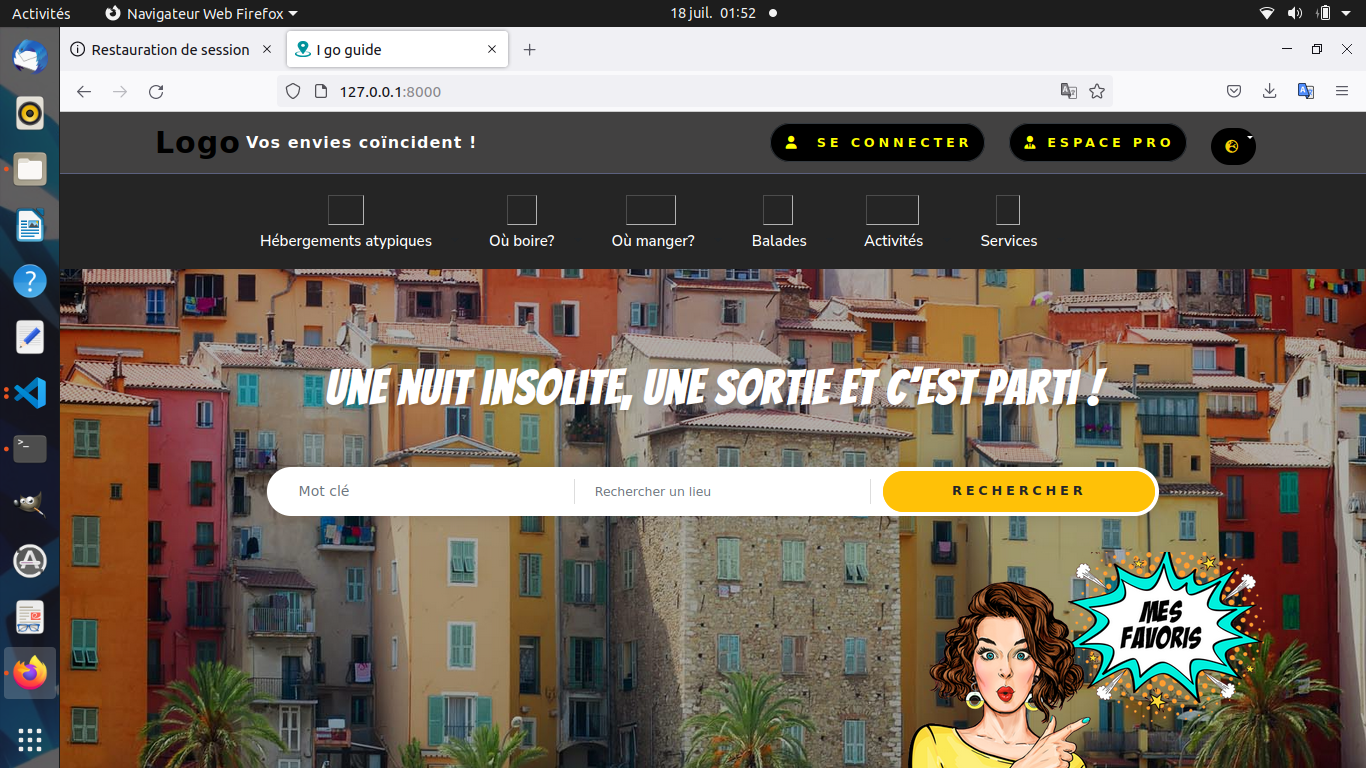 Activités Navigateur Web Firefox 18 juil. 01:52
Restauration de session I go guide
127.0.0.1:8000
Logo Vos envies coïncident ! SE CONNECTER ESPACE PRO
Hébergements atypiques Où boire? Où manger? Balades Activités Services
UNE NUIT INSOLITE, UNE SORTIE ET C'EST PARTI !
Mot clé Rechercher un lieu RECHERCHER
MES
FAVORIS